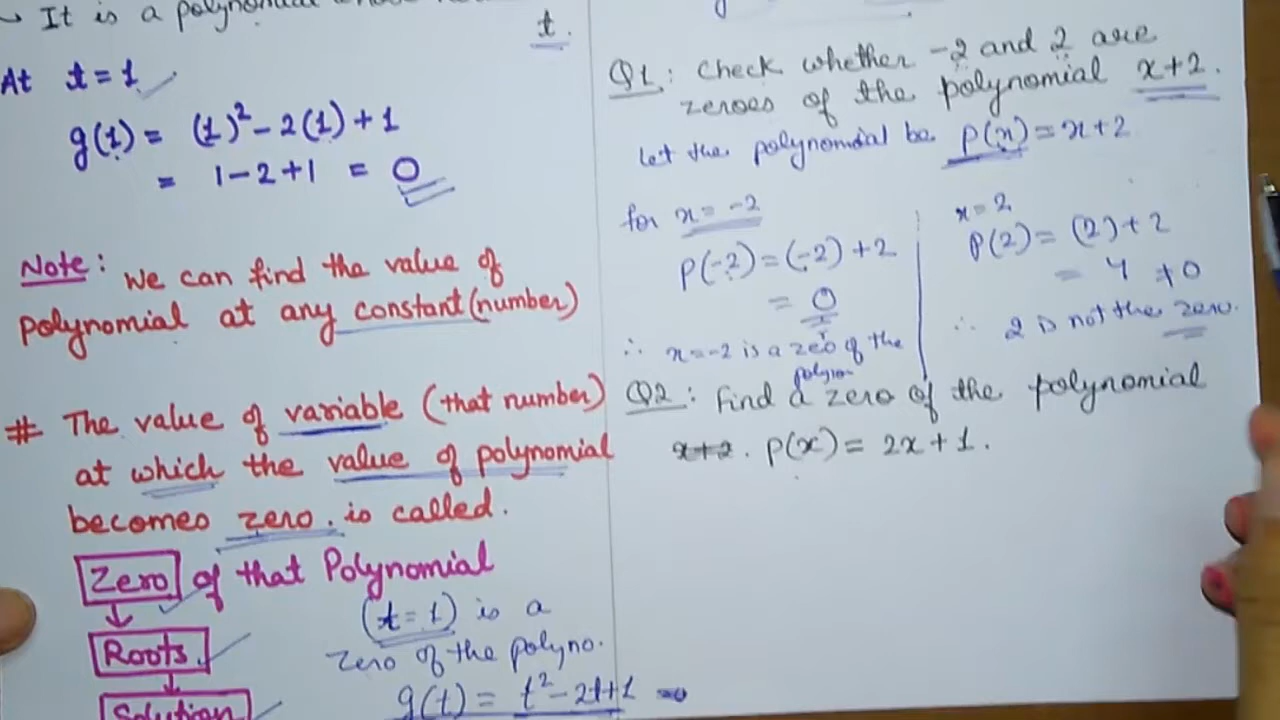 ↳ It is a polynomial
t.
At t=1
g(1) = (1)² - 2(1) + 1
= 1-2+1 = 0
Note: We can find the value of
polynomial at any constant (number)
# The value of variable (that number)
at which the value of polynomial
becomes zero. is called.
Zero of that Polynomial
Roots.
Solution
(t=1) is a
Zero of the polyno.
g(t) = t²-2t+1
Q1: Check whether -2 and 2 are
zeroes of the polynomial x+2.
Let the polynomial be p(x)=x+2
for x=-2
p(-2)=(-2)+2
= 0
∴ x=-2 is a zero of the
polyn
x=2
p(2)= (2)+2
= 4 ≠0
∴ 2 is not the zero.
Q2: Find a zero of the polynomial
x+2. p(x)= 2x+1.